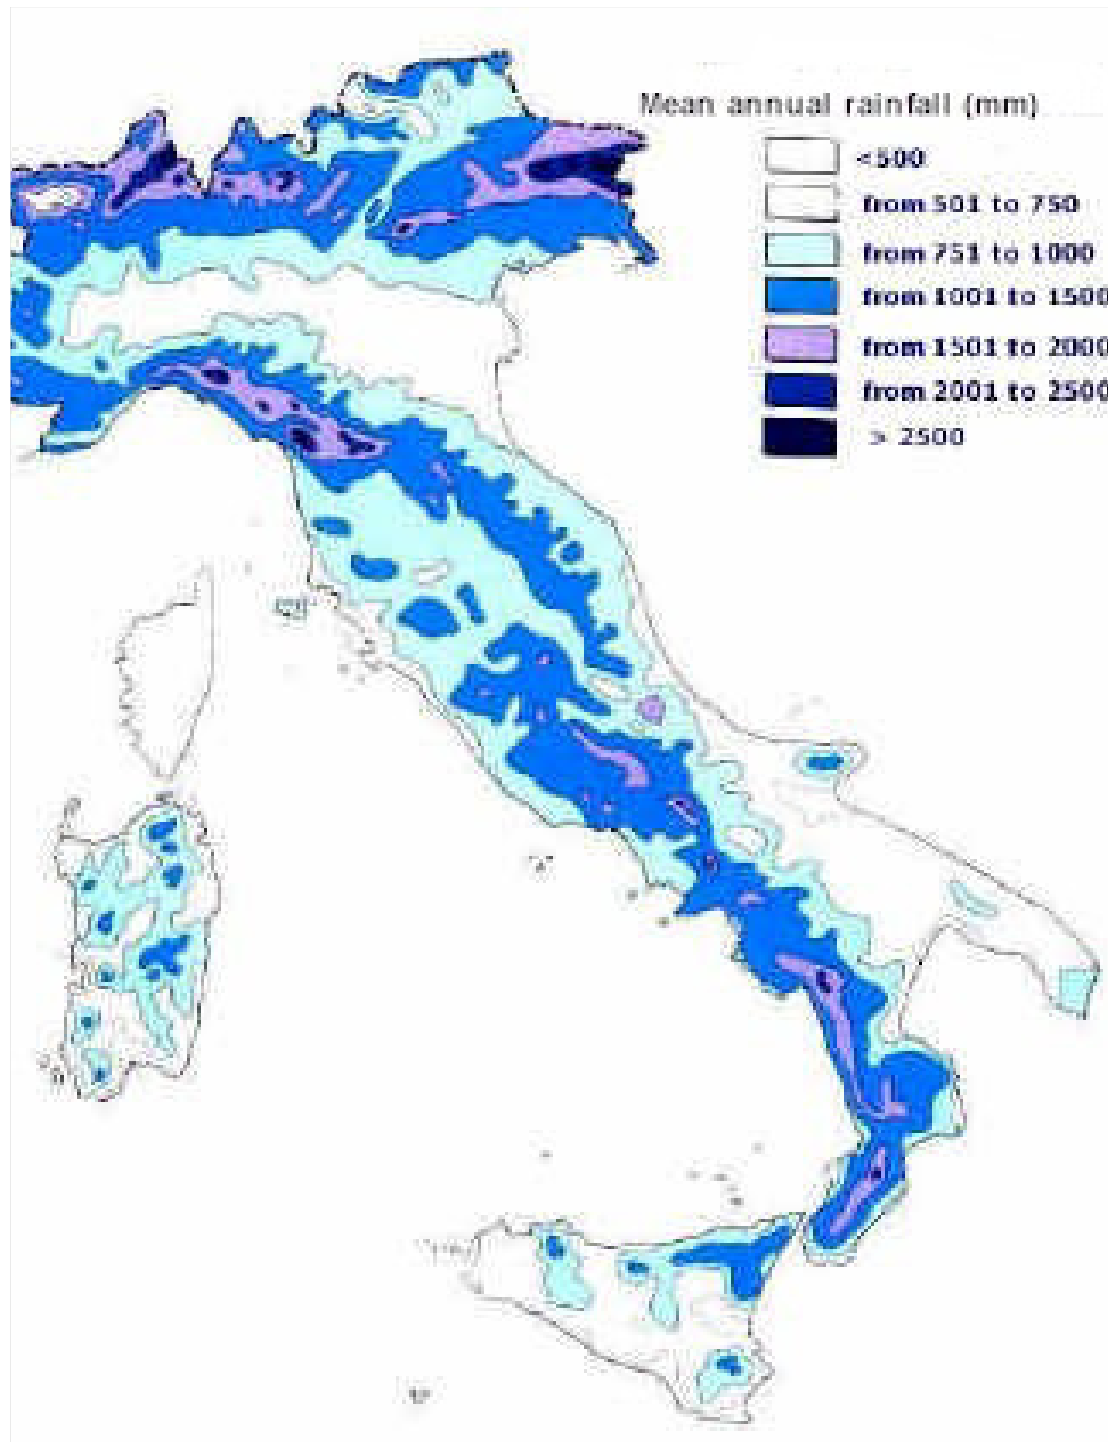 Mean annual rainfall (mm)
<500
from 501 to 750
from 751 to 1000
from 1001 to 1500
from 1501 to 2000
from 2001 to 2500
> 2500